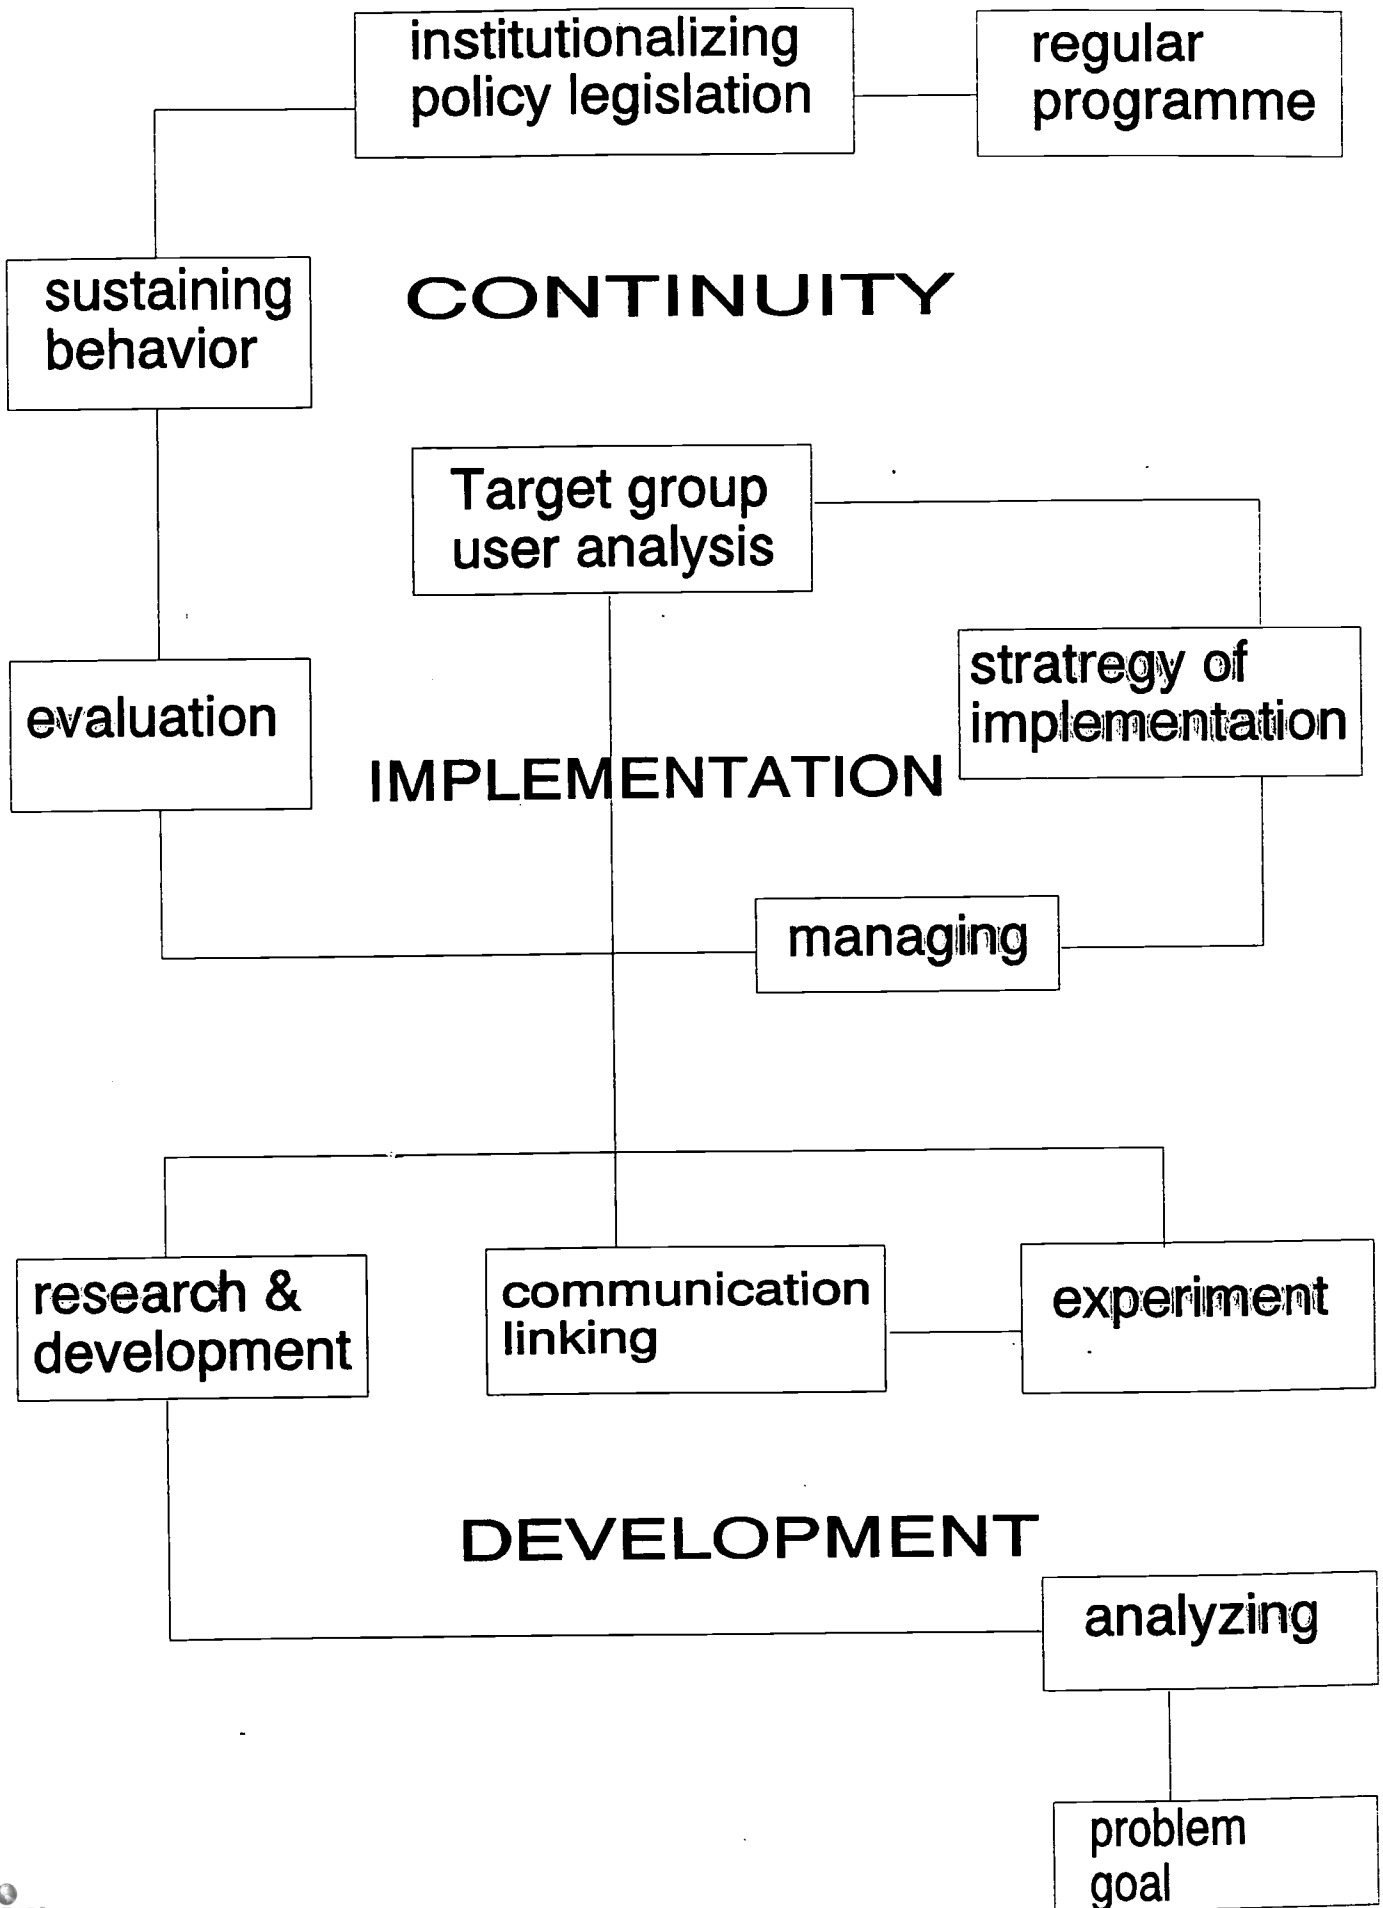 institutionalizing
policy legislation
regular
programme
sustaining
behavior
CONTINUITY
Target group
user analysis
stratregy of
implementation
evaluation
IMPLEMENTATION
managing
research &
development
communication
linking
experiment
DEVELOPMENT
analyzing
problem
goal